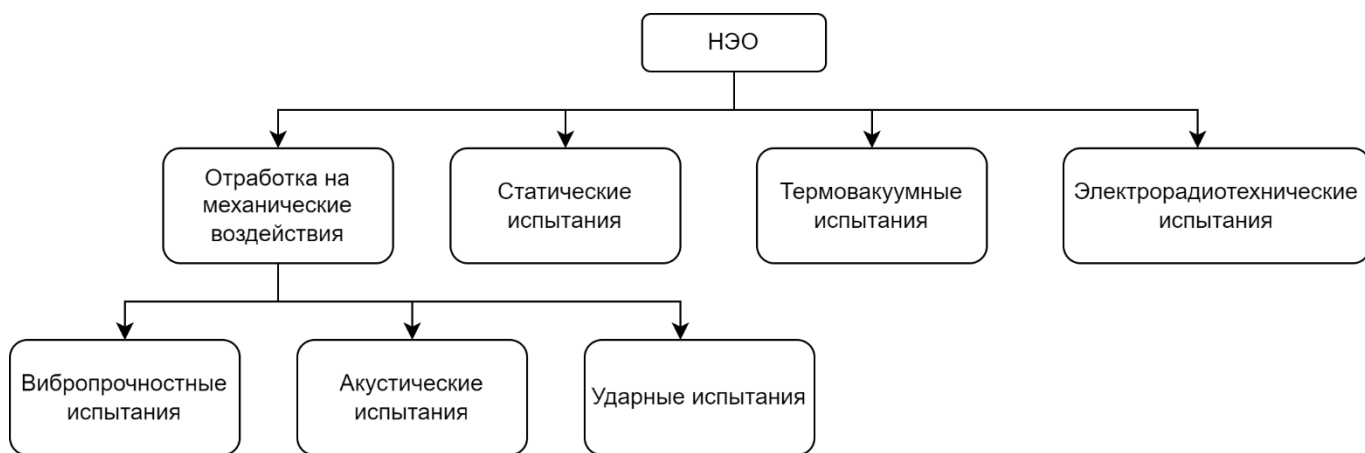 НЭО
Отработка на
механические
воздействия
Статические
испытания
Термовакуумные
испытания
Электрорадиотехнические
испытания
Вибропрочностные
испытания
Акустические
испытания
Ударные испытания